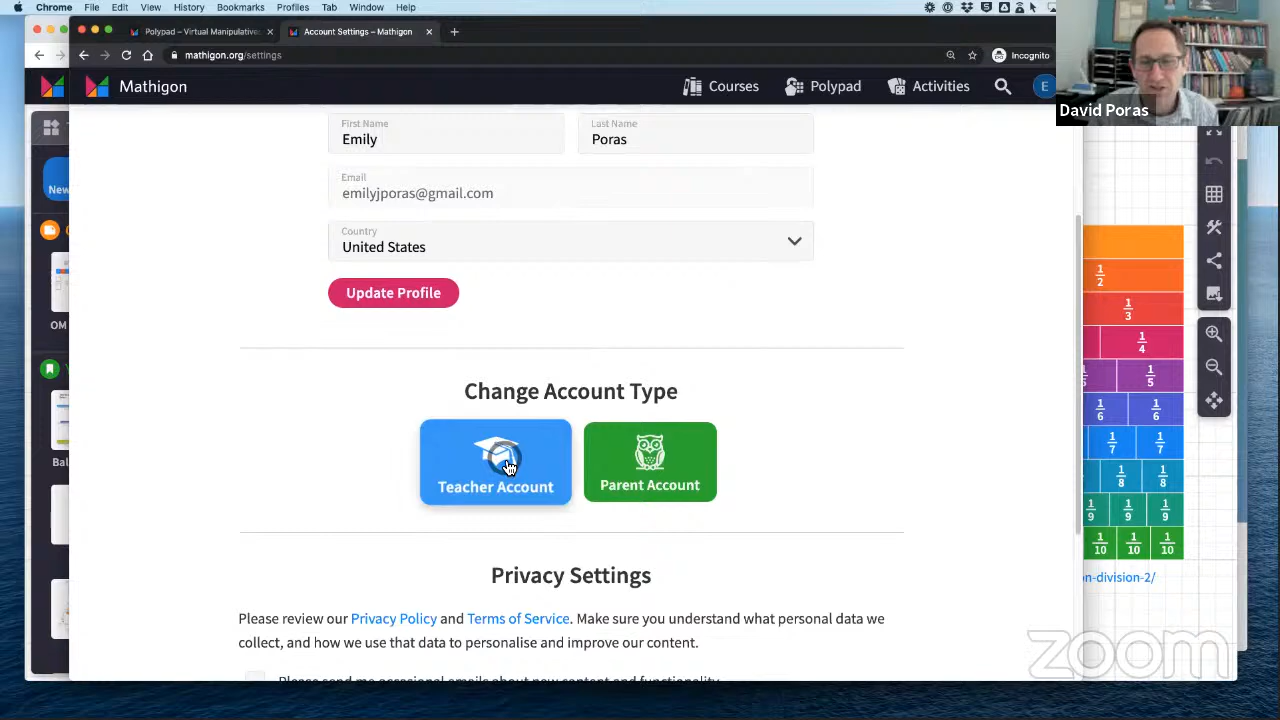 Chrome File Edit View History Bookmarks Profiles Tab Window Help
Polypad – Virtual Manipulatives
Account Settings – Mathigon
mathigon.org/settings
Incognito
Mathigon
Courses
Polypad
Activities
E
David Poras
First Name
Emily
Last Name
Poras
New
Email
emilyjporas@gmail.com
Country
United States
Update Profile
OM
Change Account Type
Teacher Account
Parent Account
Bal
Privacy Settings
Please review our Privacy Policy and Terms of Service. Make sure you understand what personal data we
collect, and how we use that data to personalise and improve our content.
1/2
1/3
1/4
1/5 1/5
1/6 1/6
1/7 1/7
1/8 1/8
1/9 1/9 1/9
1/10 1/10 1/10
on-division-2/
zoom